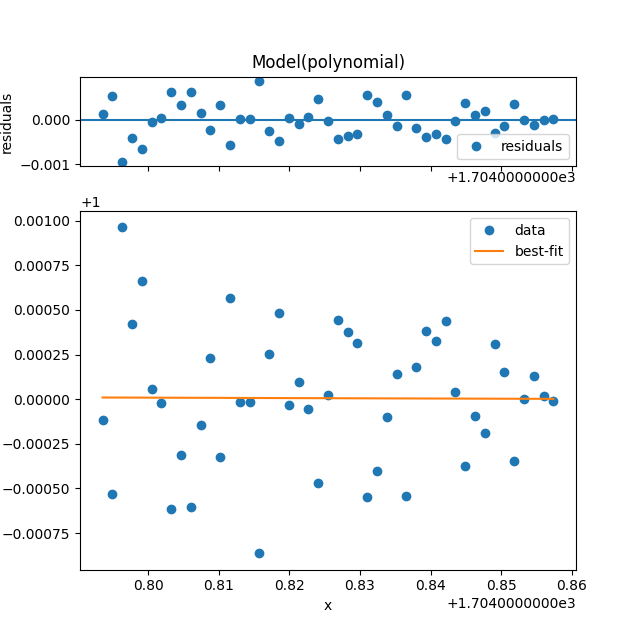 Model(polynomial)
residuals
0.000
−0.001
residuals
+1.7040000000e3
+1
0.00100
0.00075
0.00050
0.00025
0.00000
−0.00025
−0.00050
−0.00075
data
best-fit
0.80 0.81 0.82 0.83 0.84 0.85 0.86
x
+1.7040000000e3